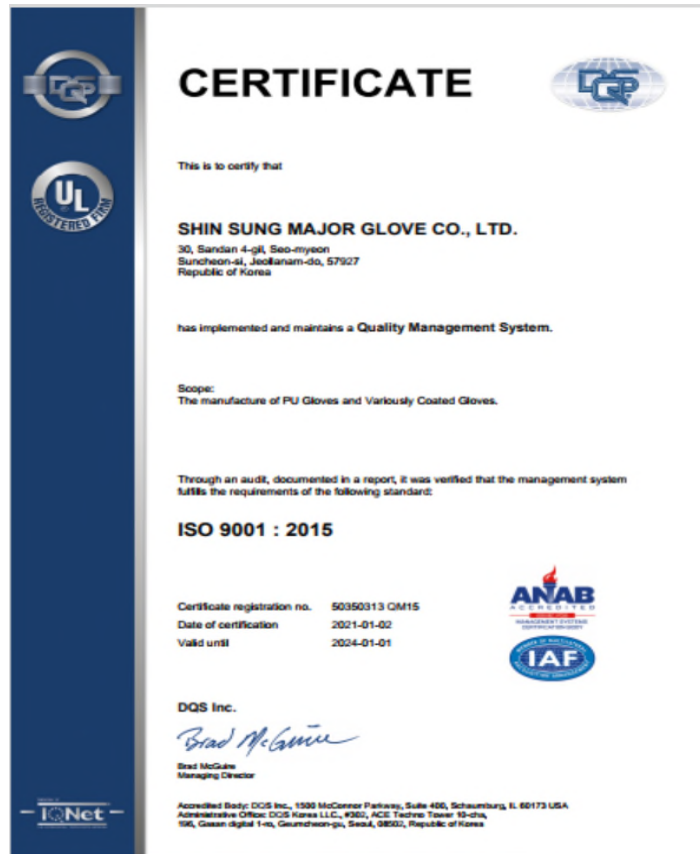 CERTIFICATE
DQS
DQS
UL
REGISTERED FIRM
This is to certify that
SHIN SUNG MAJOR GLOVE CO., LTD.
30, Sandan 4-gil, Seo-myeon
Suncheon-si, Jeollanam-do, 57927
Republic of Korea
has implemented and maintains a Quality Management System.
Scope:
The manufacture of PU Gloves and Variously Coated Gloves.
Through an audit, documented in a report, it was verified that the management system
fulfills the requirements of the following standard:
ISO 9001 : 2015
Certificate registration no. 50350313 QM15
Date of certification 2021-01-02
Valid until 2024-01-01
ANAB
ACCREDITED
MANAGEMENT SYSTEMS
CERTIFICATION BODY
IAF
DQS Inc.
Brad McGuire
Brad McGuire
Managing Director
IQNet
Accredited Body: DQS Inc., 1500 McConnor Parkway, Suite 400, Schaumburg, IL 60173 USA
Administrative Office: DQS Korea LLC., #302, ACE Techno Tower 10-cha,
196, Gasan digital 1-ro, Geumcheon-gu, Seoul, 08502, Republic of Korea